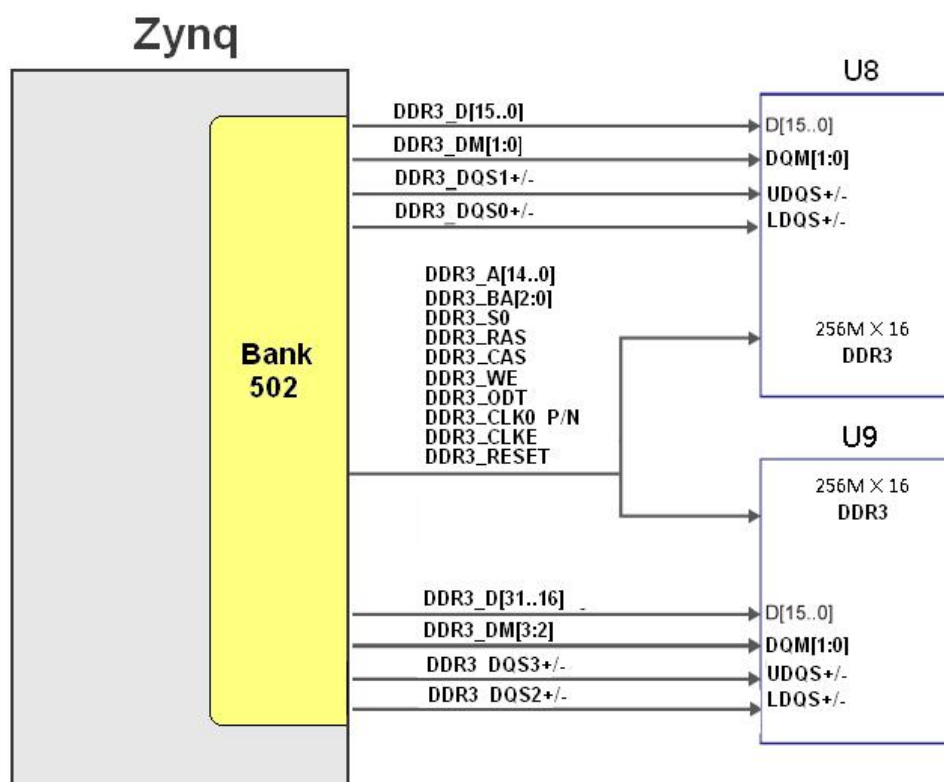 Zynq
U8
DDR3_D[15..0]
D[15..0]
DDR3_DM[1:0]
DQM[1:0]
DDR3_DQS1+/-
UDQS+/-
DDR3_DQS0+/-
LDQS+/-
DDR3_A[14..0]
DDR3_BA[2:0]
DDR3_S0
DDR3_RAS
DDR3_CAS
DDR3_WE
DDR3_ODT
DDR3_CLK0 P/N
DDR3_CLKE
DDR3_RESET
Bank
502
256M X 16
DDR3
U9
256M X 16
DDR3
DDR3_D[31..16]
D[15..0]
DDR3_DM[3:2]
DQM[1:0]
DDR3 DQS3+/-
UDQS+/-
DDR3 DQS2+/-
LDQS+/-